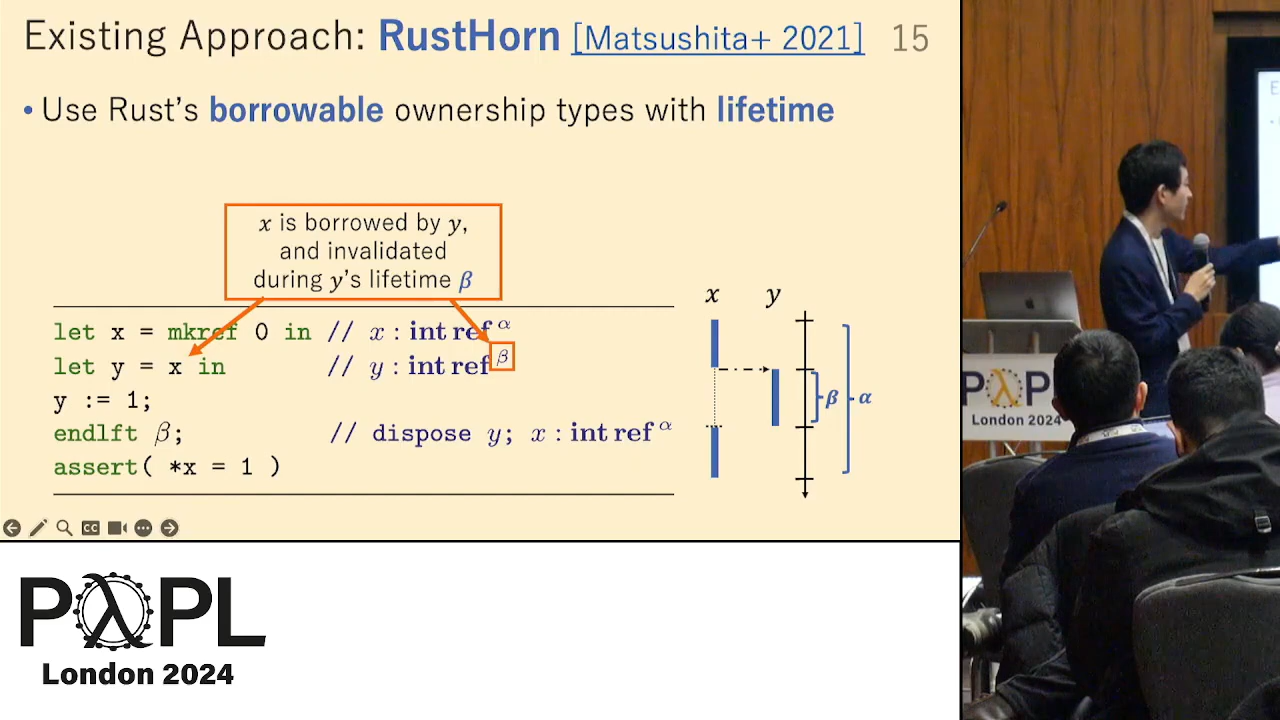 Existing Approach: RustHorn [Matsushita+ 2021] 15
• Use Rust's borrowable ownership types with lifetime
x is borrowed by y,
and invalidated
during y's lifetime β
let x = mkref 0 in // x : int ref α
let y = x in // y : int ref β
y := 1;
endlft β; // dispose y; x : int ref α
assert( *x = 1 )
x y
β α
CC
PλPL
London 2024
PλPL
London 2024